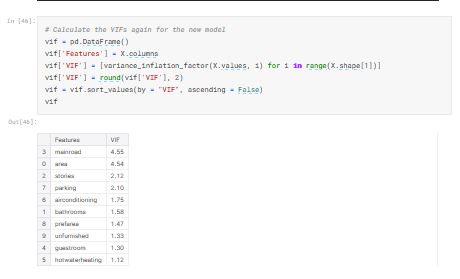 In [46]:
# Calculate the VIFs again for the new model
vif = pd.DataFrame()
vif['Features'] = X.columns
vif['VIF'] = [variance_inflation_factor(X.values, i) for i in range(X.shape[1])]
vif['VIF'] = round(vif['VIF'], 2)
vif = vif.sort_values(by = "VIF", ascending = False)
vif
Out[46]:
Features VIF
3 mainroad 4.55
0 area 4.54
2 stories 2.12
7 parking 2.10
6 airconditioning 1.75
1 bathrooms 1.58
8 prefarea 1.47
9 unfurnished 1.33
4 guestroom 1.30
5 hotwaterheating 1.12